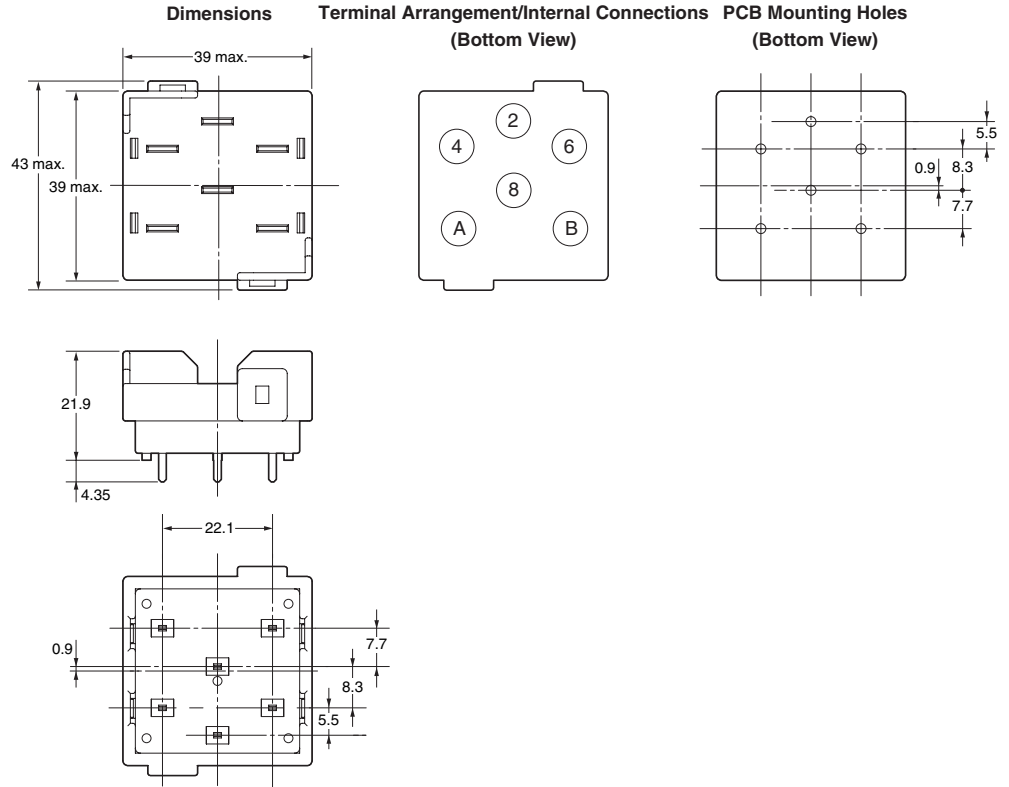 Dimensions
Terminal Arrangement/Internal Connections
(Bottom View)
PCB Mounting Holes
(Bottom View)
39 max.
43 max.
39 max.
2
4
6
8
A
B
5.5
0.9
8.3
7.7
21.9
4.35
22.1
0.9
7.7
8.3
5.5